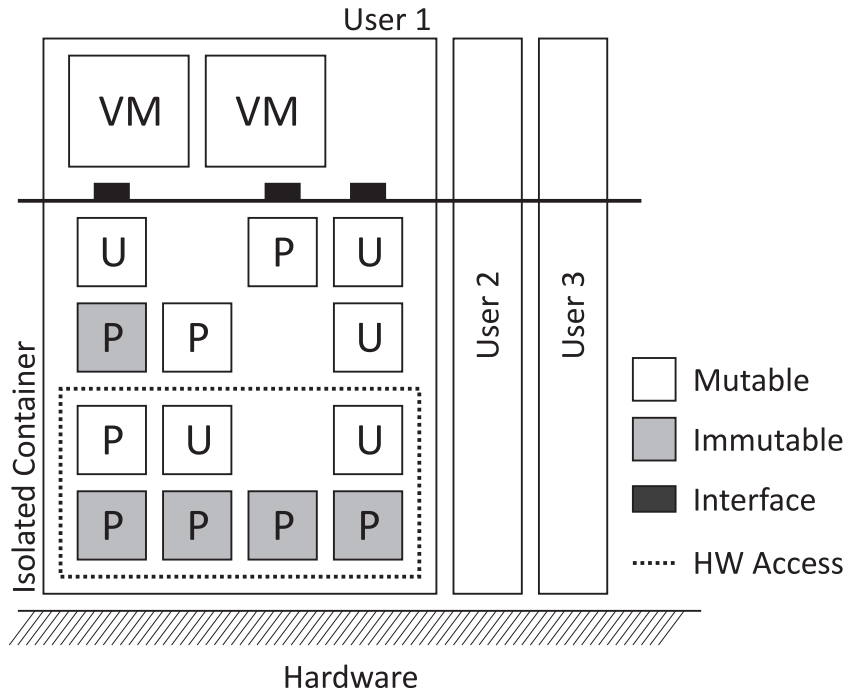 User 1
VM VM
U P U
P P U
P U U
P P P P
Isolated Container
User 2
User 3
Mutable
Immutable
Interface
HW Access
Hardware